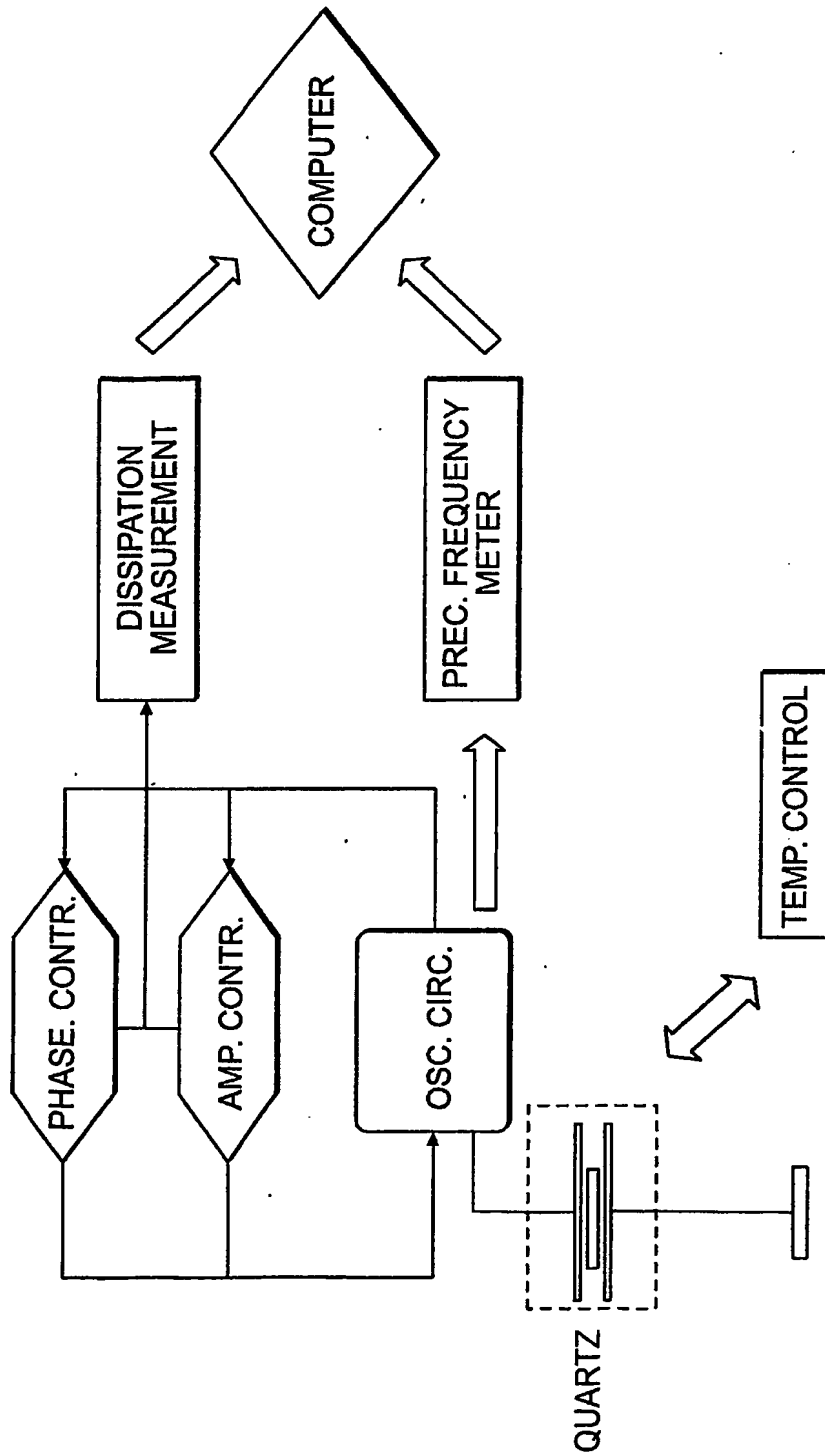 PHASE. CONTR.
AMP. CONTR.
OSC. CIRC.
QUARTZ
DISSIPATION
MEASUREMENT
PREC. FREQUENCY
METER
TEMP. CONTROL
COMPUTER